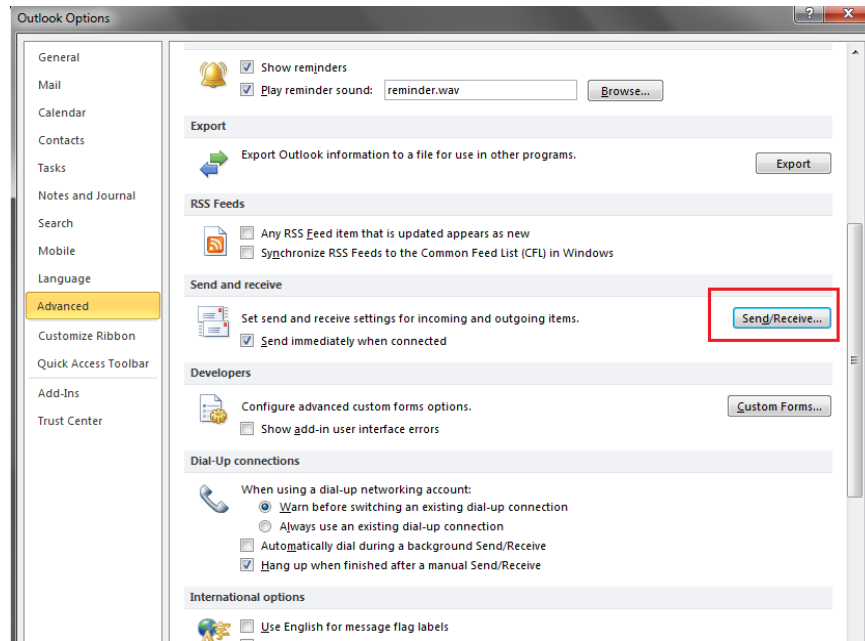 Outlook Options
General
Mail
Calendar
Contacts
Tasks
Notes and Journal
Search
Mobile
Language
Advanced
Customize Ribbon
Quick Access Toolbar
Add-Ins
Trust Center
Show reminders
Play reminder sound: reminder.wav Browse...
Export
Export Outlook information to a file for use in other programs. Export
RSS Feeds
Any RSS Feed item that is updated appears as new
Synchronize RSS Feeds to the Common Feed List (CFL) in Windows
Send and receive
Set send and receive settings for incoming and outgoing items. Send/Receive...
Send immediately when connected
Developers
Configure advanced custom forms options. Custom Forms...
Show add-in user interface errors
Dial-Up connections
When using a dial-up networking account:
Warn before switching an existing dial-up connection
Always use an existing dial-up connection
Automatically dial during a background Send/Receive
Hang up when finished after a manual Send/Receive
International options
Use English for message flag labels